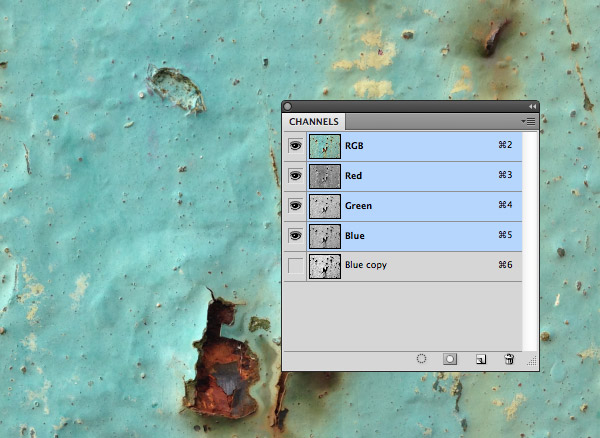 CHANNELS
RGB ⌘2
Red ⌘3
Green ⌘4
Blue ⌘5
Blue copy ⌘6